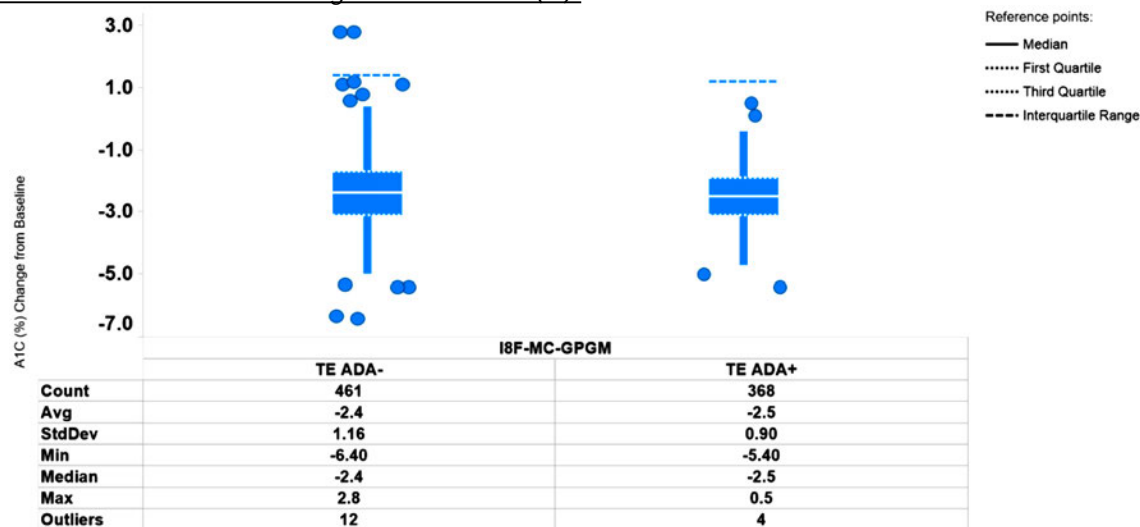 Reference points:
Median
First Quartile
Third Quartile
Interquartile Range
A1C (%) Change from Baseline
3.0
1.0
-1.0
-3.0
-5.0
-7.0
I8F-MC-GPGM
TE ADA- TE ADA+
Count 461 368
Avg -2.4 -2.5
StdDev 1.16 0.90
Min -6.40 -5.40
Median -2.4 -2.5
Max 2.8 0.5
Outliers 12 4